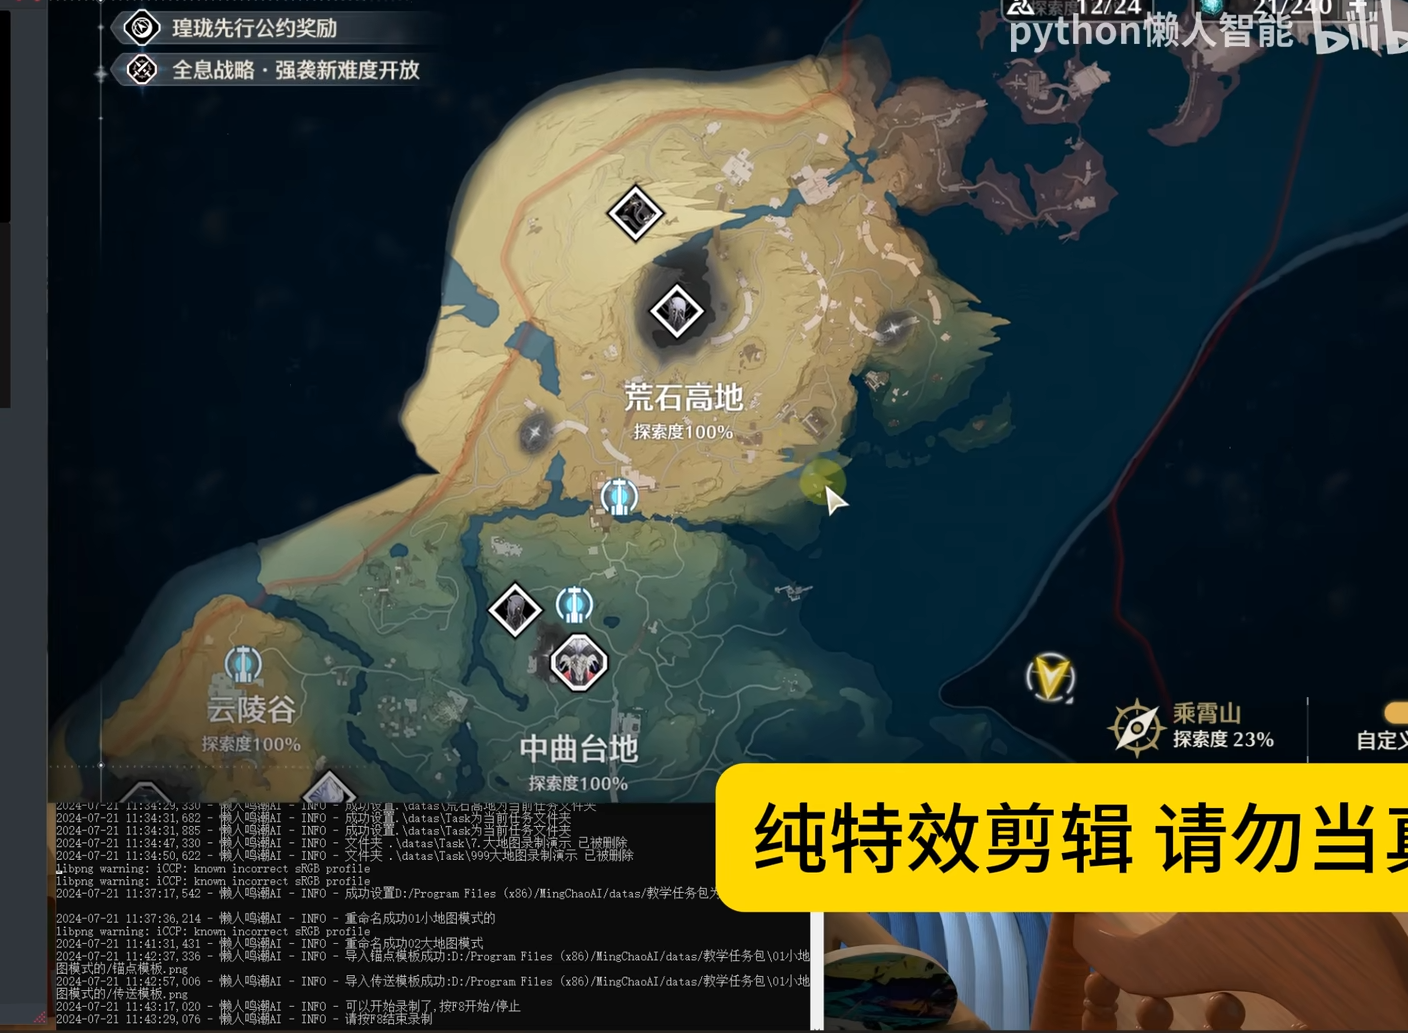 瑝珑先行公约奖励
全息战略·强袭新难度开放
探索度 12/24
21/240 +
python懒人智能 bilib
荒石高地
探索度100%
云陵谷
探索度100%
中曲台地
探索度100%
乘霄山
探索度 23%
自定义
纯特效剪辑 请勿当真
2024-07-21 11:34:29,330 - 懒人鸣潮AI - INFO - 成功设置.\datas\荒石高地为当前任务文件夹
2024-07-21 11:34:31,682 - 懒人鸣潮AI - INFO - 成功设置.\datas\Task为当前任务文件夹
2024-07-21 11:34:31,885 - 懒人鸣潮AI - INFO - 成功设置.\datas\Task为当前任务文件夹
2024-07-21 11:34:47,330 - 懒人鸣潮AI - INFO - 文件夹 .\datas\Task\7.大地图录制演示 已被删除
2024-07-21 11:34:50,622 - 懒人鸣潮AI - INFO - 文件夹 .\datas\Task\999大地图录制演示 已被删除
libpng warning: iCCP: known incorrect sRGB profile
libpng warning: iCCP: known incorrect sRGB profile
2024-07-21 11:37:17,542 - 懒人鸣潮AI - INFO - 成功设置D:/Program Files (x86)/MingChaoAI/datas/教学任务包为
2024-07-21 11:37:36,214 - 懒人鸣潮AI - INFO - 重命名成功01小地图模式的
libpng warning: iCCP: known incorrect sRGB profile
2024-07-21 11:41:31,431 - 懒人鸣潮AI - INFO - 重命名成功02大地图模式
2024-07-21 11:42:37,336 - 懒人鸣潮AI - INFO - 导入锚点模板成功:D:/Program Files (x86)/MingChaoAI/datas/教学任务包\01小地
图模式的/锚点模板.png
2024-07-21 11:42:57,006 - 懒人鸣潮AI - INFO - 导入传送模板成功:D:/Program Files (x86)/MingChaoAI/datas/教学任务包\01小地
图模式的/传送模板.png
2024-07-21 11:43:17,020 - 懒人鸣潮AI - INFO - 可以开始录制了,按F8开始/停止
2024-07-21 11:43:29,076 - 懒人鸣潮AI - INFO - 请按F8结束录制